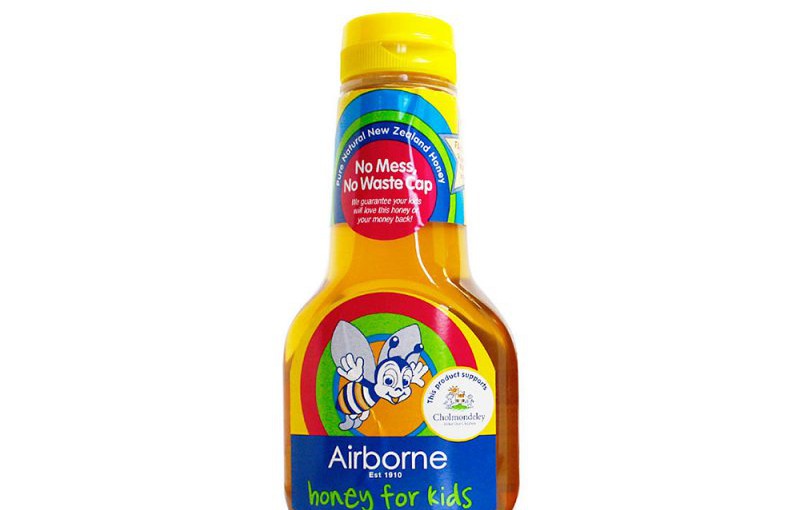 Pure Natural New Zealand Honey
No Mess,
No Waste Cap
We guarantee your kids
will love this honey or
your money back!
This product supports
Cholmondeley
Airborne
Est 1910
honey for kids